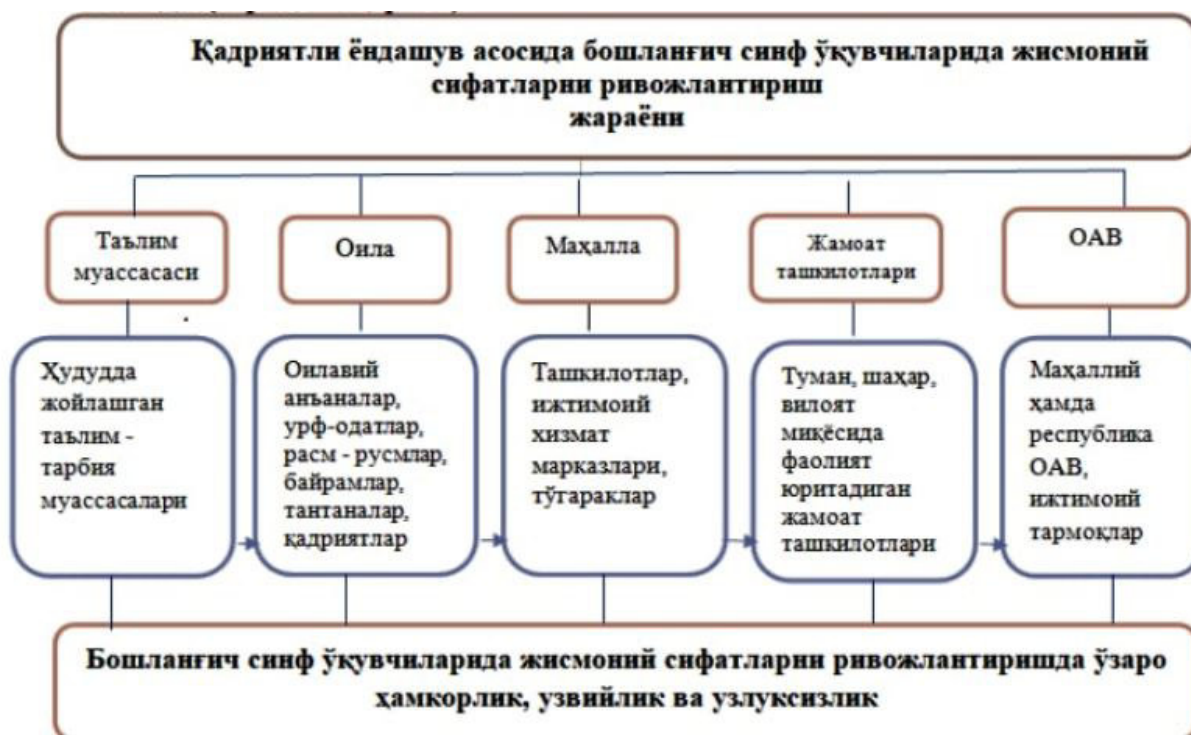 Қадриятли ёндашув асосида бошланғич синф ўқувчиларида жисмоний
сифатларни ривожлантириш
жараёни
Таълим
муассасаси
Оила
Маҳалла
Жамоат
ташкилотлари
ОАВ
Ҳудудда
жойлашган
таълим -
тарбия
муассасалари
Оилавий
анъаналар,
урф-одатлар,
расм - русмлар,
байрамлар,
тантаналар,
қадриятлар
Ташкилотлар,
ижтимоий
хизмат
марказлари,
тўгараклар
Туман, шаҳар,
вилоят
миқёсида
фаолият
юритадиган
жамоат
ташкилотлари
Маҳаллий
ҳамда
республика
ОАВ,
ижтимоий
тармоқлар
Бошланғич синф ўқувчиларида жисмоний сифатларни ривожлантиришда ўзаро
ҳамкорлик, узвийлик ва узлуксизлик